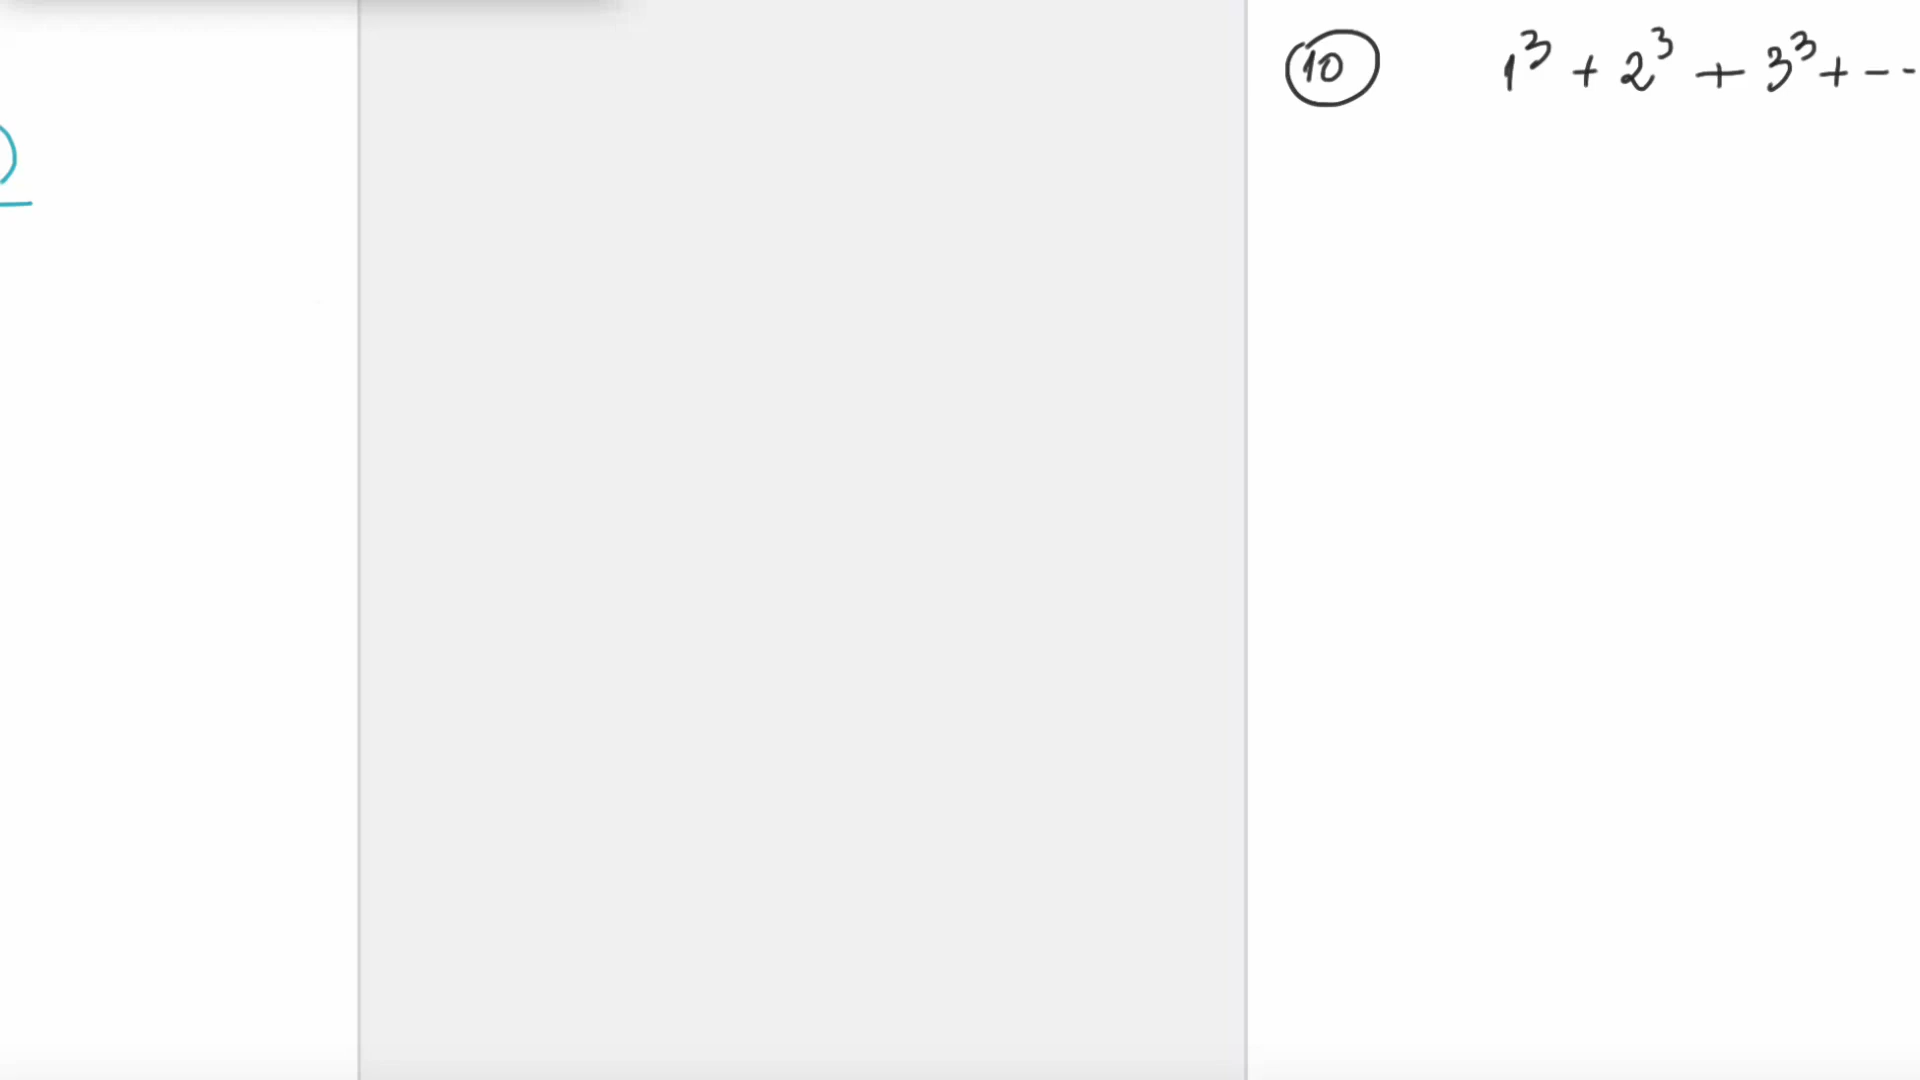 )
⑩ 1³ + 2³ + 3³ + - -